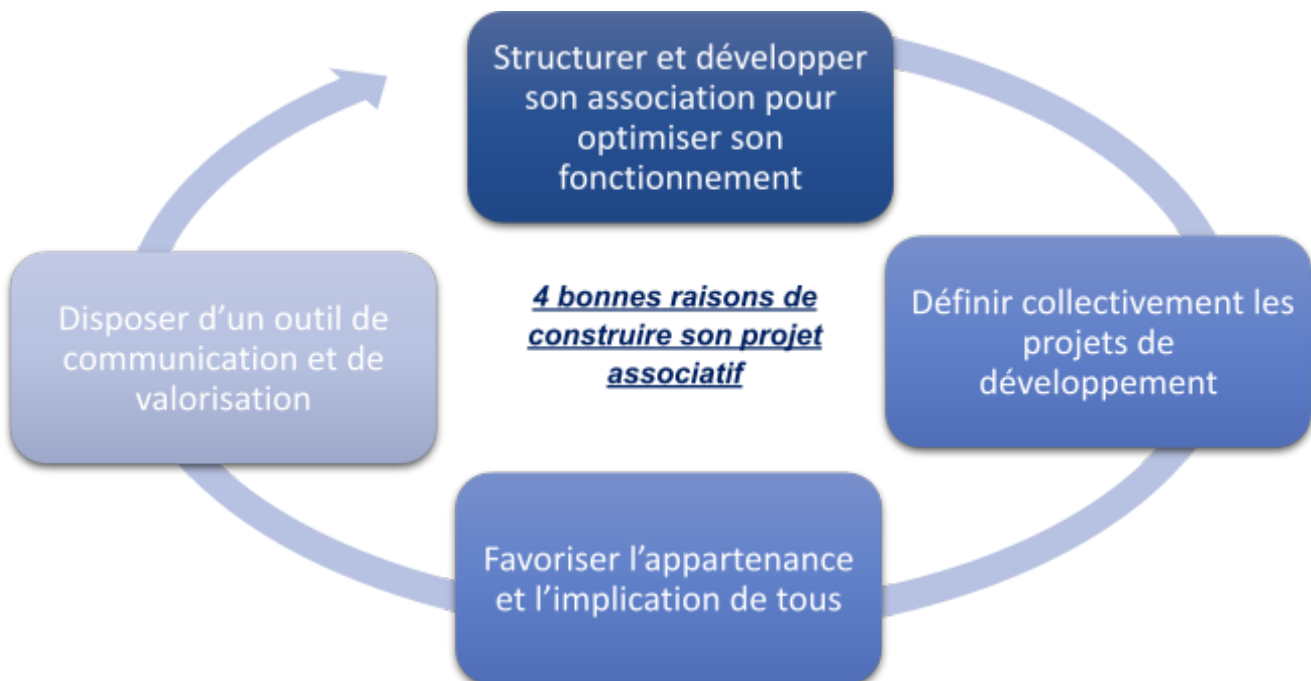 Structurer et développer
son association pour
optimiser son
fonctionnement
Définir collectivement les
projets de
développement
Favoriser l’appartenance
et l’implication de tous
Disposer d’un outil de
communication et de
valorisation
4 bonnes raisons de
construire son projet
associatif